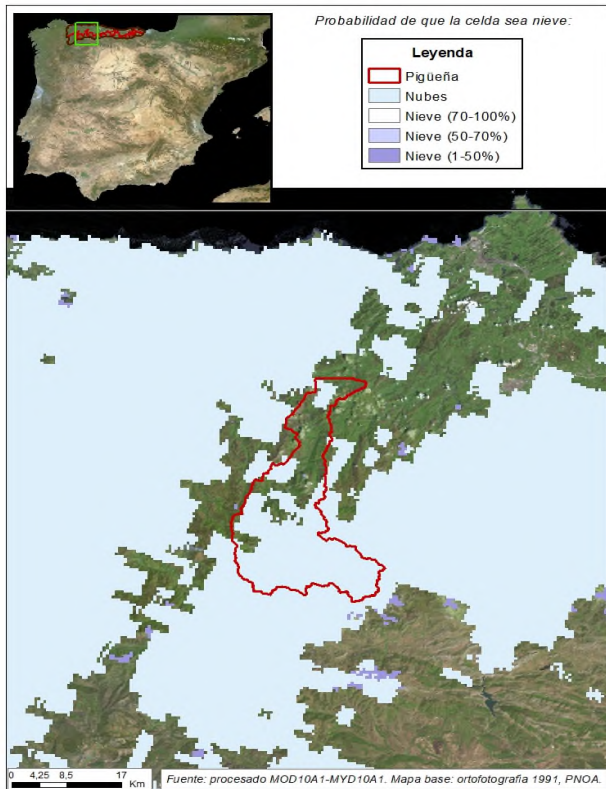 Probabilidad de que la celda sea nieve:
Leyenda
Pigüeña
Nubes
Nieve (70-100%)
Nieve (50-70%)
Nieve (1-50%)
0 4,25 8,5 17
Km
Fuente: procesado MOD10A1-MYD10A1. Mapa base: ortofotografia 1991, PNOA.